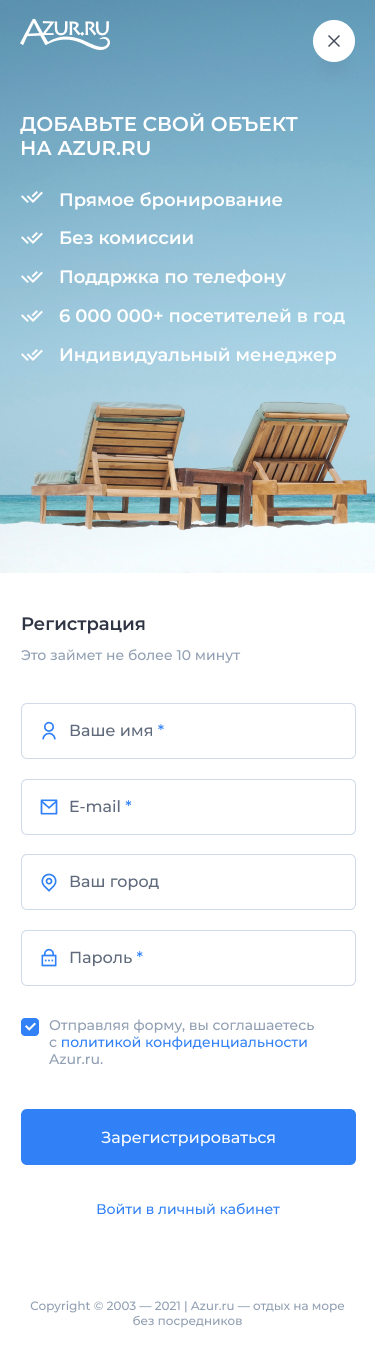 AZUR.RU
ДОБАВЬТЕ СВОЙ ОБЪЕКТ
НА AZUR.RU
Прямое бронирование
Без комиссии
Поддржка по телефону
6 000 000+ посетителей в год
Индивидуальный менеджер
Регистрация
Это займет не более 10 минут
Ваше имя *
E-mail *
Ваш город
Пароль *
Отправляя форму, вы соглашаетесь
с политикой конфиденциальности
Azur.ru.
Зарегистрироваться
Войти в личный кабинет
Copyright © 2003 — 2021 | Azur.ru — отдых на море
без посредников